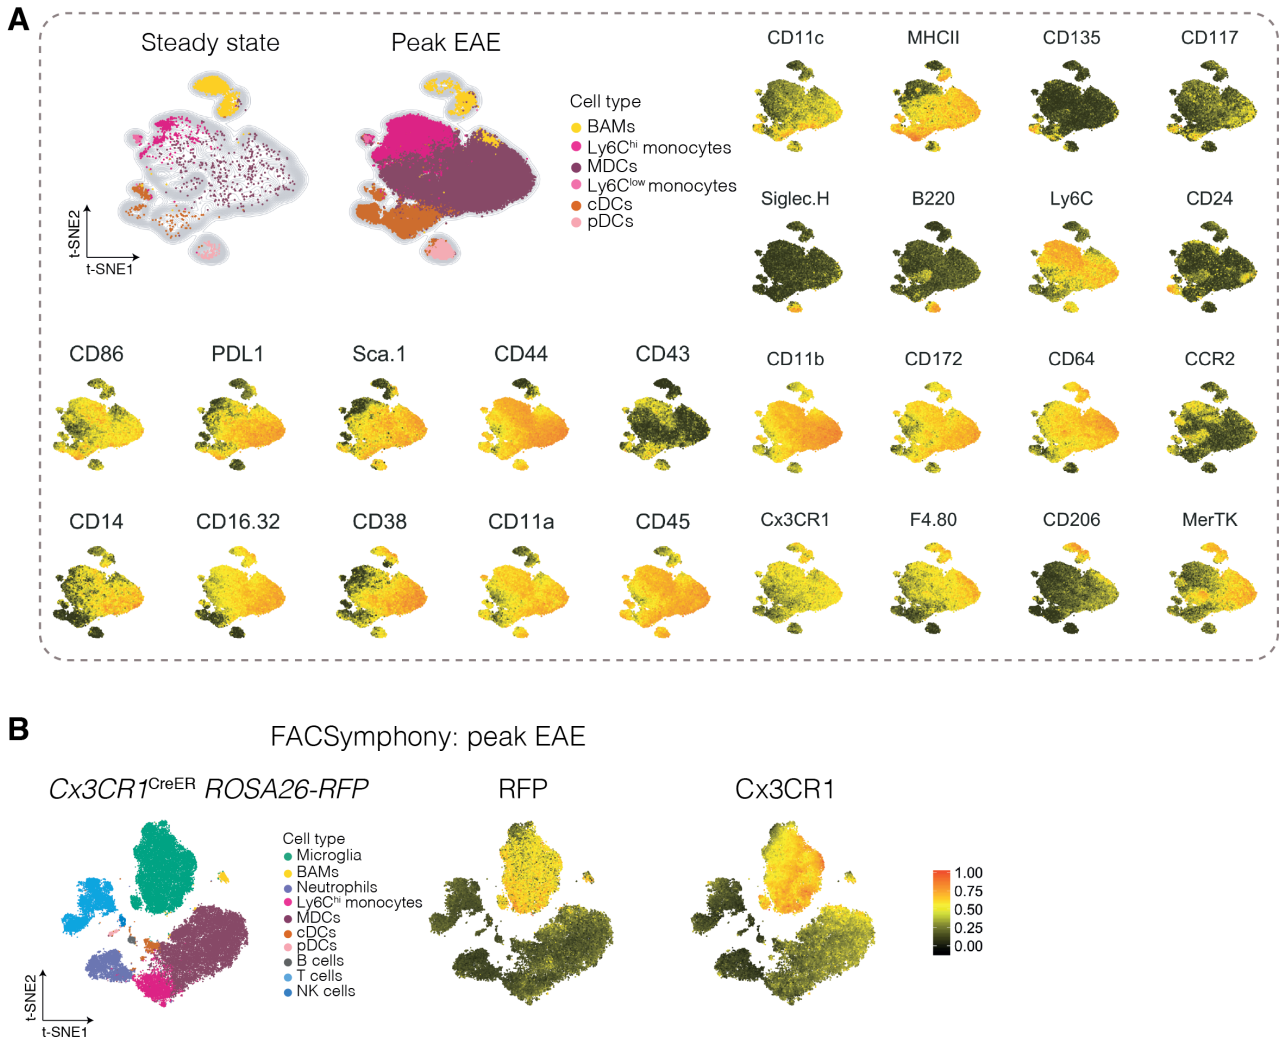 A
Steady state
Peak EAE
Cell type
BAMs
Ly6Chi monocytes
MDCs
Ly6Clow monocytes
cDCs
pDCs
t-SNE2
t-SNE1
CD11c
MHCII
CD135
CD117
Siglec.H
B220
Ly6C
CD24
CD86
PDL1
Sca.1
CD44
CD43
CD11b
CD172
CD64
CCR2
CD14
CD16.32
CD38
CD11a
CD45
Cx3CR1
F4.80
CD206
MerTK
B
FACSymphony: peak EAE
Cx3CR1CreER ROSA26-RFP
RFP
Cx3CR1
Cell type
Microglia
BAMs
Neutrophils
Ly6Chi monocytes
MDCs
cDCs
pDCs
B cells
T cells
NK cells
t-SNE2
t-SNE1
1.00
0.75
0.50
0.25
0.00